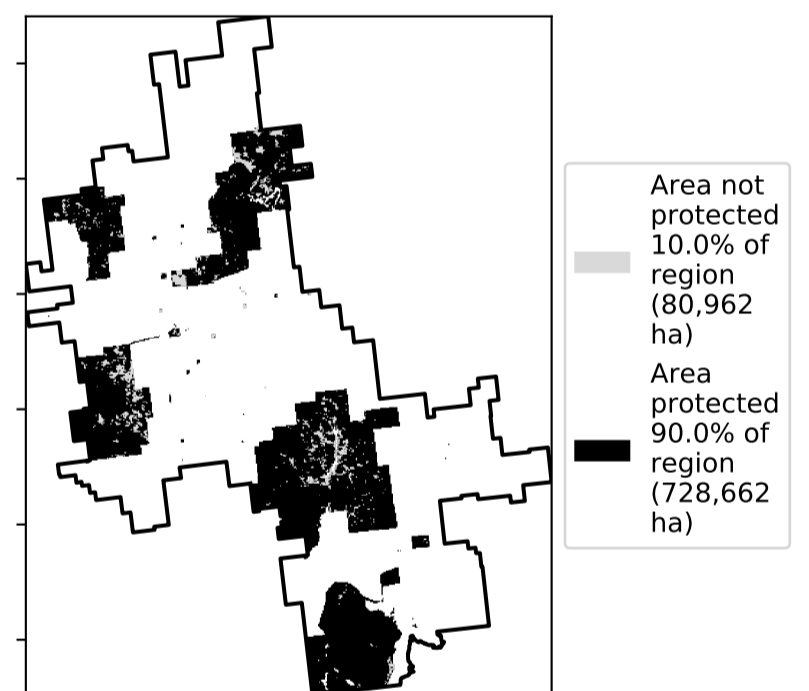 Area not
protected
10.0% of
region
(80,962
ha)
Area
protected
90.0% of
region
(728,662
ha)